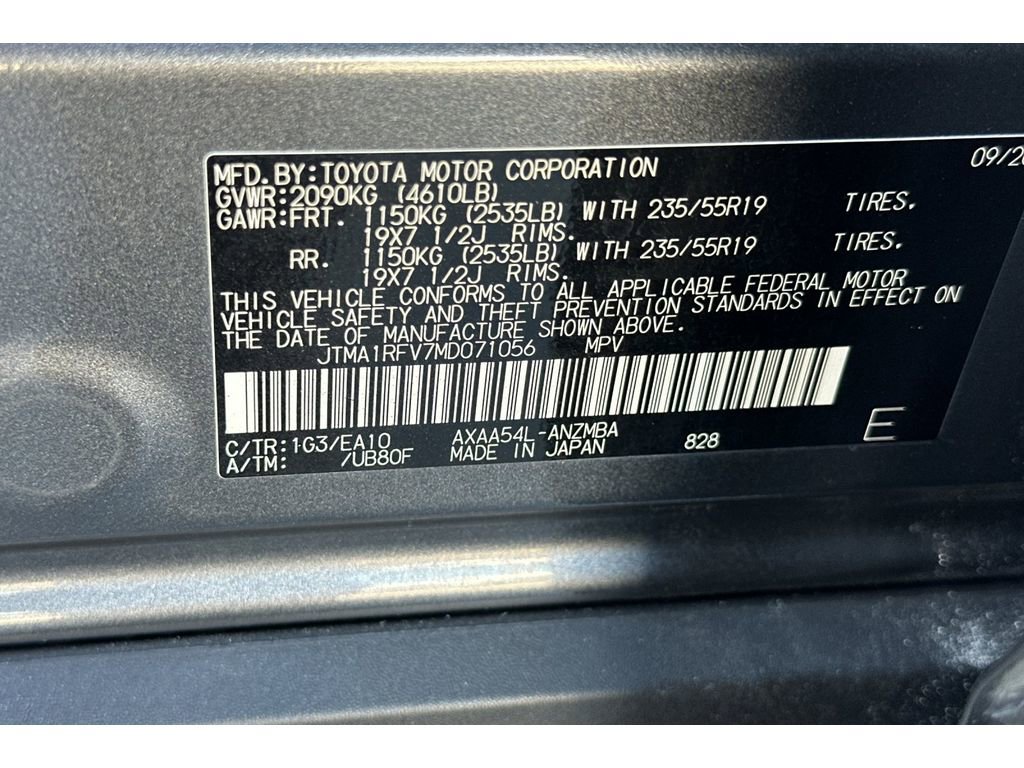 MFD.BY:TOYOTA MOTOR CORPORATION 09/20
GVWR:2090KG (4610LB)
GAWR:FRT. 1150KG (2535LB) WITH 235/55R19 TIRES.
19X7 1/2J RIMS.
RR. 1150KG (2535LB) WITH 235/55R19 TIRES.
19X7 1/2J RIMS.
THIS VEHICLE CONFORMS TO ALL APPLICABLE FEDERAL MOTOR
VEHICLE SAFETY AND THEFT PREVENTION STANDARDS IN EFFECT ON
THE DATE OF MANUFACTURE SHOWN ABOVE.
JTMA1RFV7MD071056 MPV
C/TR:1G3/EA10 AXAA54L-ANZMBA 828 E
A/TM: /UB80F MADE IN JAPAN